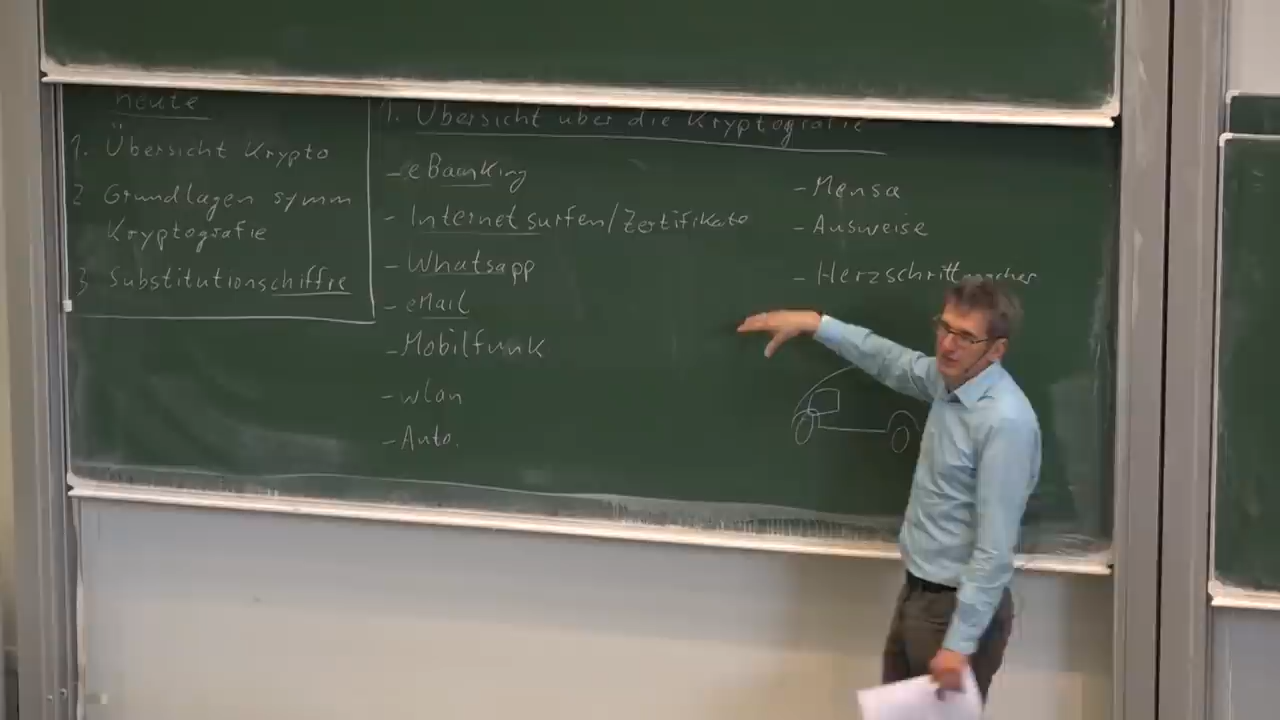 heute
1. Übersicht Krypto
2 Grundlagen symm
Kryptografie
3 Substitutionschiffre
1. Übersicht über die Kryptografie
- eBanking
- Internet surfen/Zertifikate
- Whatsapp
- eMail
- Mobilfunk
- wlan
- Auto.
- Mensa
- Ausweise
- Herzschrittmacher